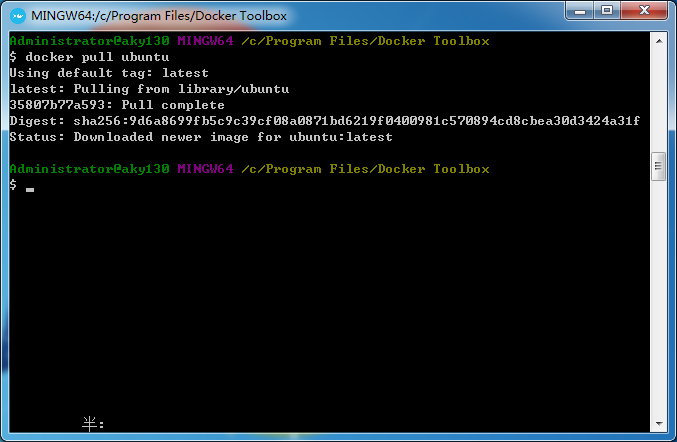 MINGW64:/c/Program Files/Docker Toolbox
Administrator@aky130 MINGW64 /c/Program Files/Docker Toolbox
$ docker pull ubuntu
Using default tag: latest
latest: Pulling from library/ubuntu
35807b77a593: Pull complete
Digest: sha256:9d6a8699fb5c9c39cf08a0871bd6219f0400981c570894cd8cbea30d3424a31f
Status: Downloaded newer image for ubuntu:latest
Administrator@aky130 MINGW64 /c/Program Files/Docker Toolbox
$
半: